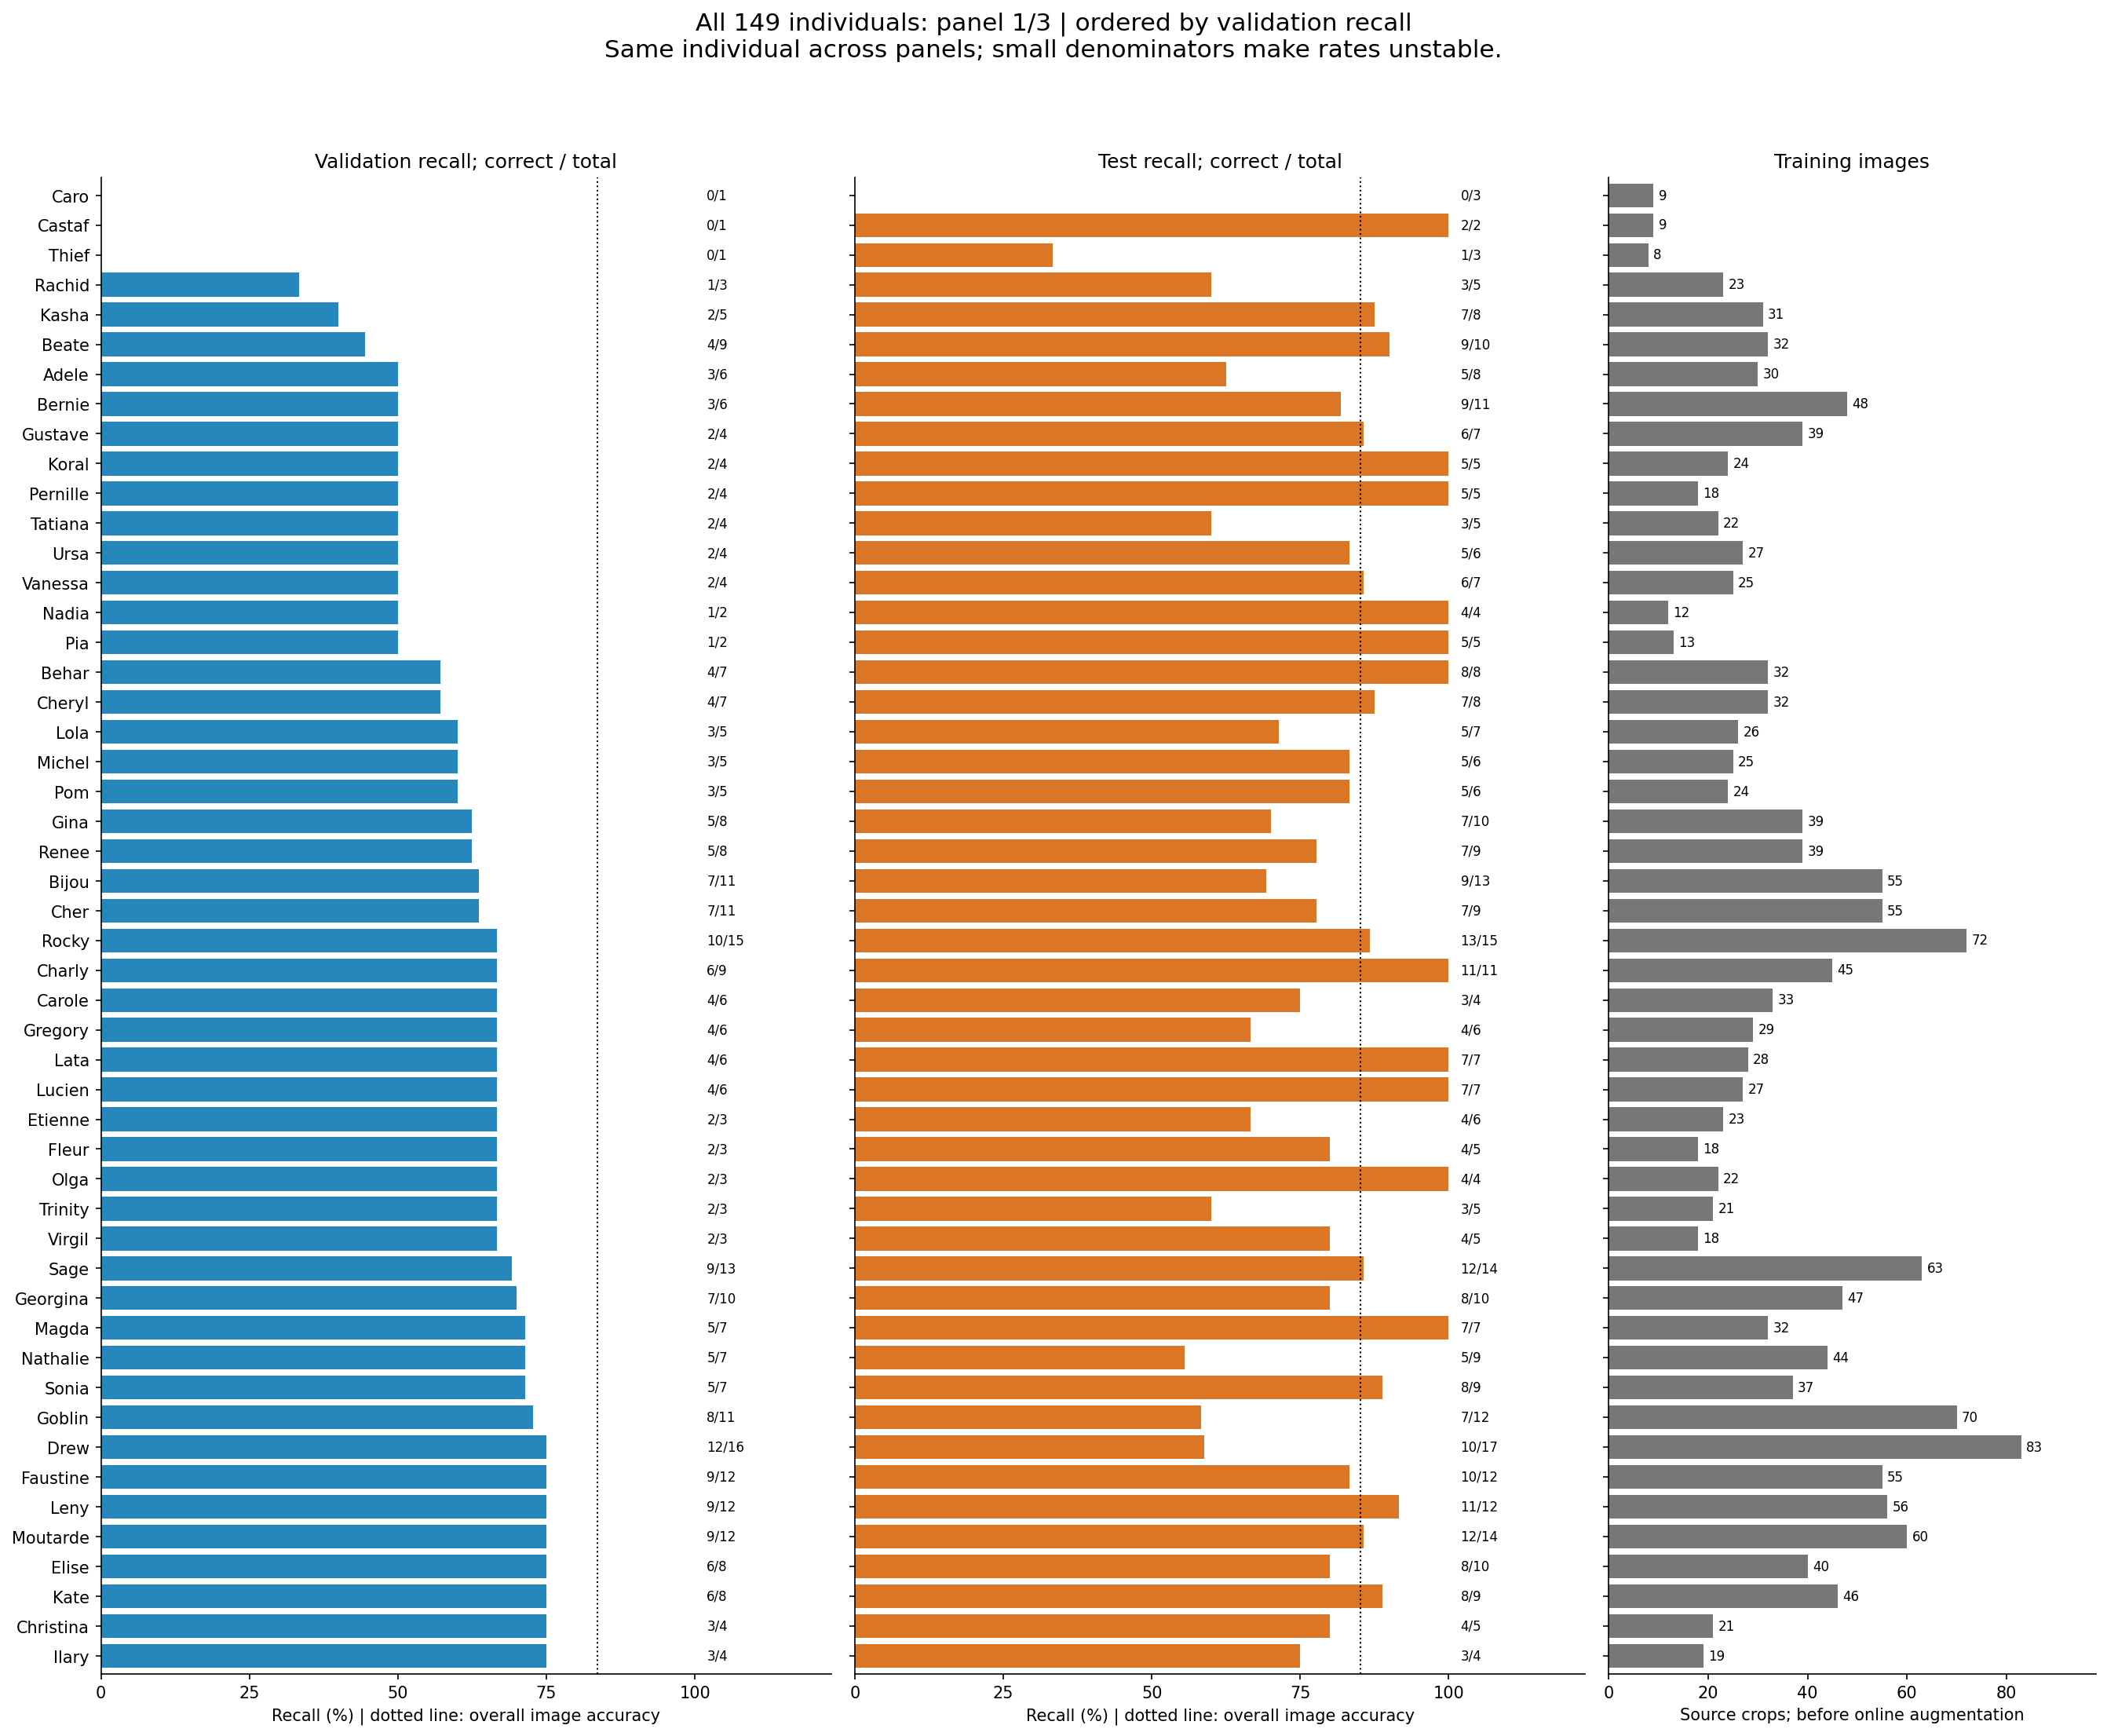 All 149 individuals: panel 1/3 | ordered by validation recall
Same individual across panels; small denominators make rates unstable.
Validation recall; correct / total
Test recall; correct / total
Training images
Caro 0/1 0/3 9
Castaf 0/1 2/2 9
Thief 0/1 1/3 8
Rachid 1/3 3/5 23
Kasha 2/5 7/8 31
Beate 4/9 9/10 32
Adele 3/6 5/8 30
Bernie 3/6 9/11 48
Gustave 2/4 6/7 39
Koral 2/4 5/5 24
Pernille 2/4 5/5 18
Tatiana 2/4 3/5 22
Ursa 2/4 5/6 27
Vanessa 2/4 6/7 25
Nadia 1/2 4/4 12
Pia 1/2 5/5 13
Behar 4/7 8/8 32
Cheryl 4/7 7/8 32
Lola 3/5 5/7 26
Michel 3/5 5/6 25
Pom 3/5 5/6 24
Gina 5/8 7/10 39
Renee 5/8 7/9 39
Bijou 7/11 9/13 55
Cher 7/11 7/9 55
Rocky 10/15 13/15 72
Charly 6/9 11/11 45
Carole 4/6 3/4 33
Gregory 4/6 4/6 29
Lata 4/6 7/7 28
Lucien 4/6 7/7 27
Etienne 2/3 4/6 23
Fleur 2/3 4/5 18
Olga 2/3 4/4 22
Trinity 2/3 3/5 21
Virgil 2/3 4/5 18
Sage 9/13 12/14 63
Georgina 7/10 8/10 47
Magda 5/7 7/7 32
Nathalie 5/7 5/9 44
Sonia 5/7 8/9 37
Goblin 8/11 7/12 70
Drew 12/16 10/17 83
Faustine 9/12 10/12 55
Leny 9/12 11/12 56
Moutarde 9/12 12/14 60
Elise 6/8 8/10 40
Kate 6/8 8/9 46
Christina 3/4 4/5 21
Ilary 3/4 3/4 19
0 25 50 75 100 0 25 50 75 100 0 20 40 60 80
Recall (%) | dotted line: overall image accuracy
Recall (%) | dotted line: overall image accuracy
Source crops; before online augmentation